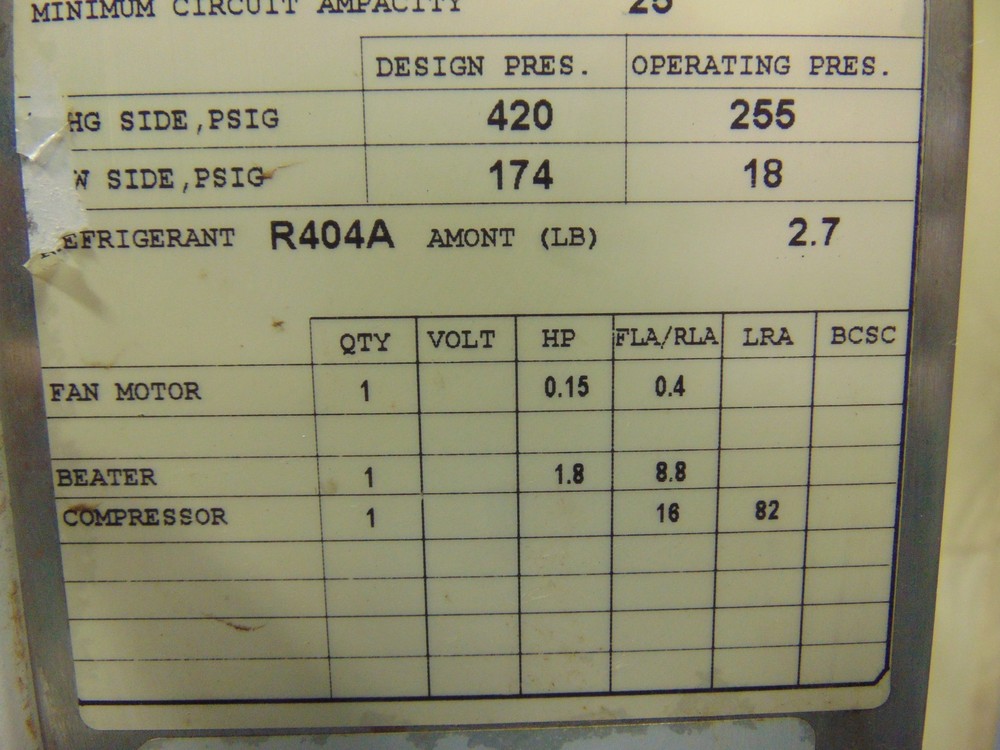 MINIMUM CIRCUIT AMPACITY 25
DESIGN PRES. OPERATING PRES.
HG SIDE,PSIG 420 255
W SIDE,PSIG 174 18
REFRIGERANT R404A AMONT (LB) 2.7
QTY VOLT HP FLA/RLA LRA BCSC
FAN MOTOR 1 0.15 0.4
BEATER 1 1.8 8.8
COMPRESSOR 1 16 82